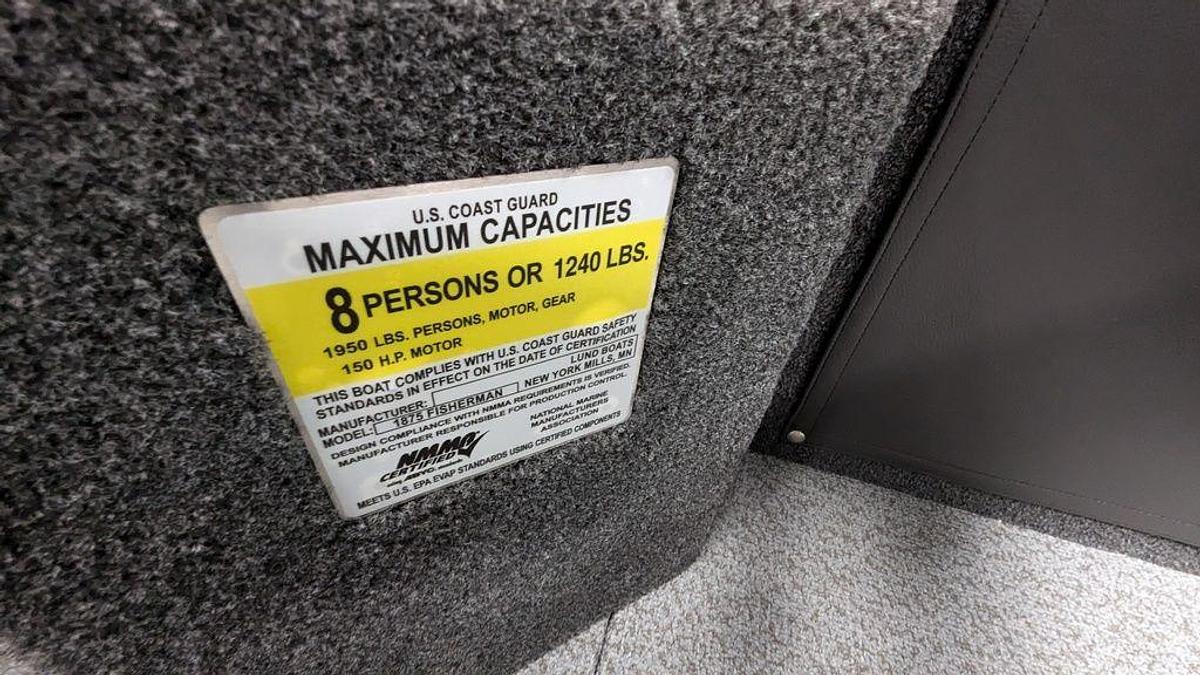 U.S. COAST GUARD
MAXIMUM CAPACITIES
8 PERSONS OR 1240 LBS.
1950 LBS. PERSONS, MOTOR, GEAR
150 H.P. MOTOR
THIS BOAT COMPLIES WITH U.S. COAST GUARD SAFETY
STANDARDS IN EFFECT ON THE DATE OF CERTIFICATION
MANUFACTURER: LUND BOATS
NEW YORK MILLS, MN
MODEL: 1875 FISHERMAN
DESIGN COMPLIANCE WITH NMMA REQUIREMENTS IS VERIFIED.
MANUFACTURER RESPONSIBLE FOR PRODUCTION CONTROL.
NMMA
CERTIFIED
NATIONAL MARINE
MANUFACTURERS
ASSOCIATION
MEETS U.S. EPA EVAP STANDARDS USING CERTIFIED COMPONENTS